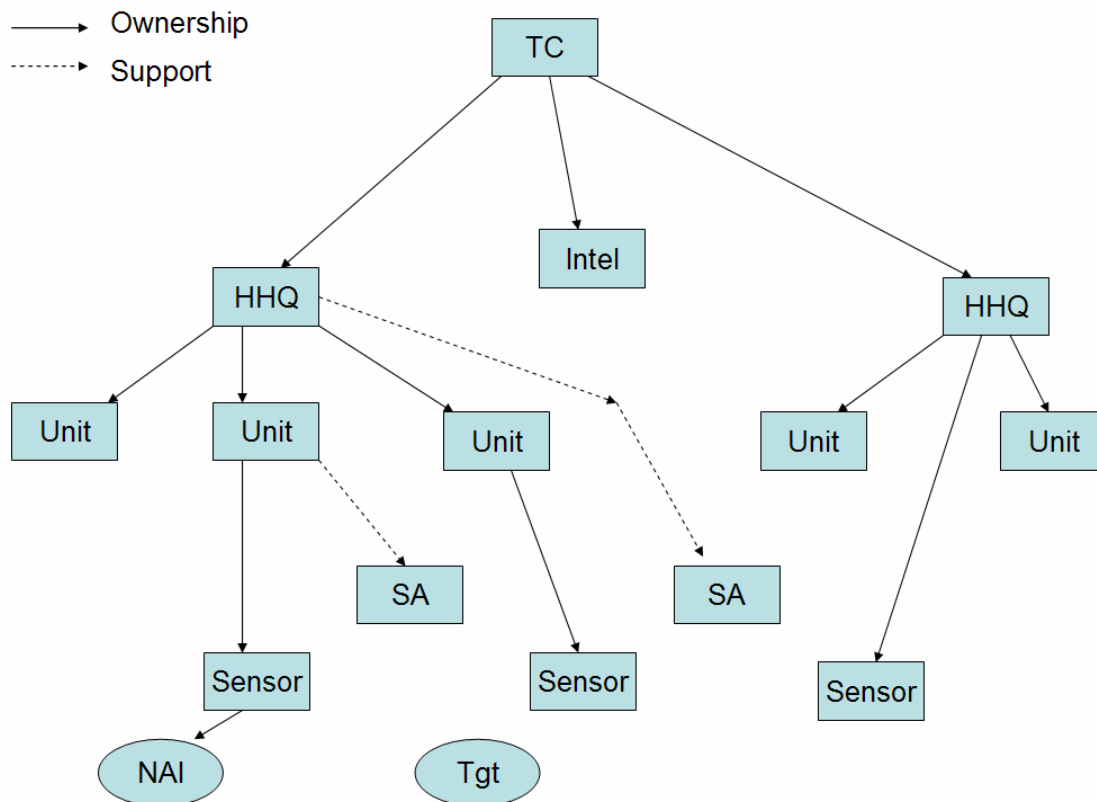 Ownership
Support
TC
Intel
HHQ
HHQ
Unit
Unit
Unit
Unit
Unit
SA
SA
Sensor
Sensor
Sensor
NAI
Tgt